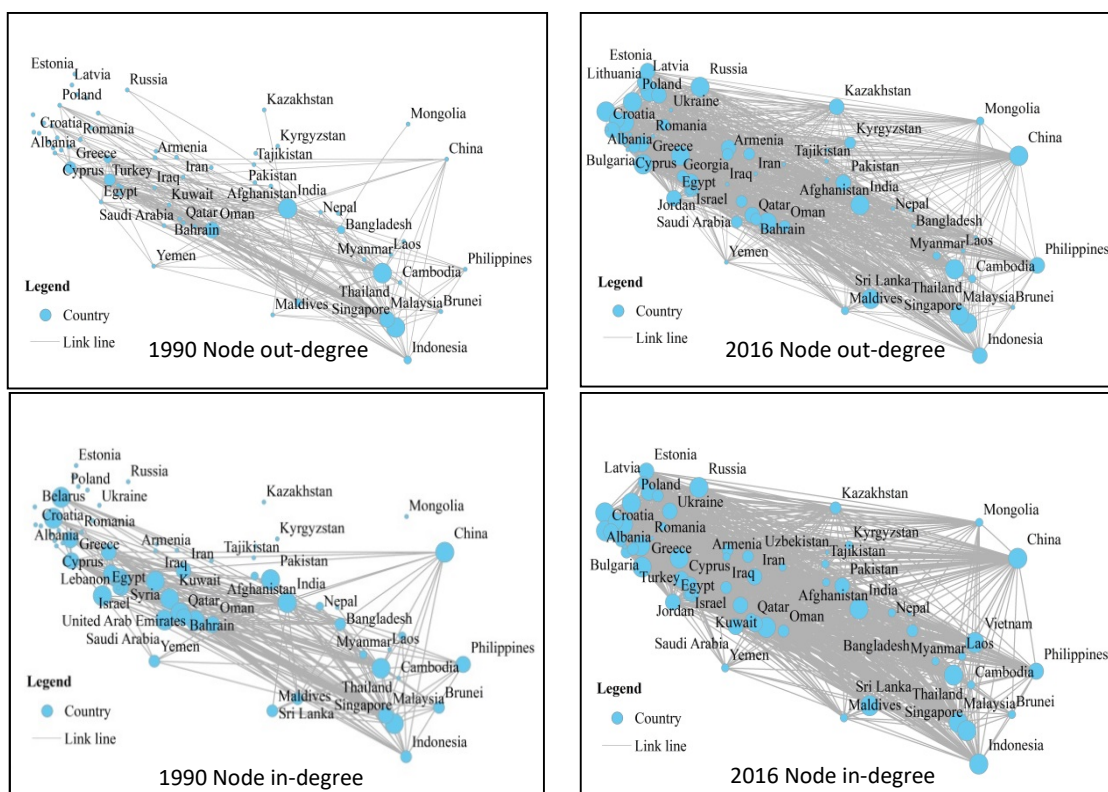 Estonia
Latvia
Russia
Poland
Kazakhstan
Mongolia
Croatia
Romania
Kyrgyzstan
China
Albania
Armenia
Greece
Iran
Tajikistan
Cyprus
Turkey
Iraq
Pakistan
Egypt
Kuwait
Afghanistan
India
Saudi Arabia
Qatar
Oman
Nepal
Bahrain
Bangladesh
Yemen
Myanmar
Laos
Philippines
Cambodia
Legend
Thailand
Maldives
Malaysia
Brunei
Country
Singapore
Link line
Indonesia
1990 Node out-degree
Estonia
Latvia
Russia
Lithuania
Poland
Ukraine
Kazakhstan
Mongolia
Croatia
Romania
Kyrgyzstan
China
Albania
Armenia
Greece
Tajikistan
Bulgaria
Cyprus
Georgia
Iran
Pakistan
Iraq
Egypt
Afghanistan
India
Jordan
Israel
Qatar
Oman
Nepal
Saudi Arabia
Bahrain
Bangladesh
Yemen
Myanmar
Laos
Philippines
Sri Lanka
Cambodia
Legend
Thailand
Maldives
Malaysia
Brunei
Country
Singapore
Link line
Indonesia
2016 Node out-degree
Estonia
Poland
Russia
Belarus
Ukraine
Kazakhstan
Mongolia
Croatia
Romania
Kyrgyzstan
China
Albania
Armenia
Greece
Iran
Tajikistan
Cyprus
Iraq
Pakistan
Lebanon
Egypt
Kuwait
Afghanistan
India
Israel
Syria
Qatar
Oman
Nepal
United Arab Emirates
Bahrain
Bangladesh
Saudi Arabia
Yemen
Myanmar
Laos
Philippines
Cambodia
Legend
Thailand
Maldives
Malaysia
Brunei
Country
Singapore
Sri Lanka
Link line
Indonesia
1990 Node in-degree
Estonia
Latvia
Russia
Poland
Ukraine
Kazakhstan
Mongolia
Croatia
Romania
Kyrgyzstan
China
Albania
Armenia
Uzbekistan
Greece
Tajikistan
Bulgaria
Cyprus
Iran
Pakistan
Turkey
Iraq
Egypt
Afghanistan
India
Jordan
Israel
Qatar
Oman
Nepal
Kuwait
Vietnam
Saudi Arabia
Bangladesh
Myanmar
Laos
Yemen
Philippines
Sri Lanka
Cambodia
Legend
Thailand
Maldives
Malaysia
Brunei
Country
Singapore
Link line
Indonesia
2016 Node in-degree